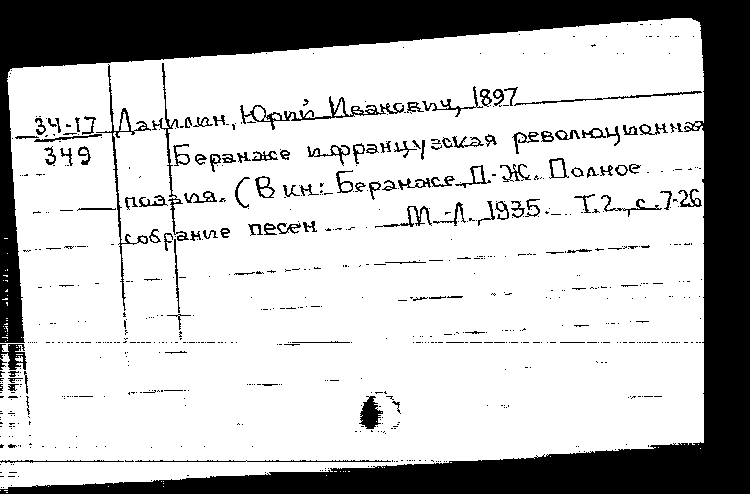 34-17 Данилин, Юрий Иванович, 1897
349 Беранже и французская революционная
поэзия. (В кн: Беранже, П.-Ж. Полное
собрание песен М.-Л., 1935. Т.2, с.7-26